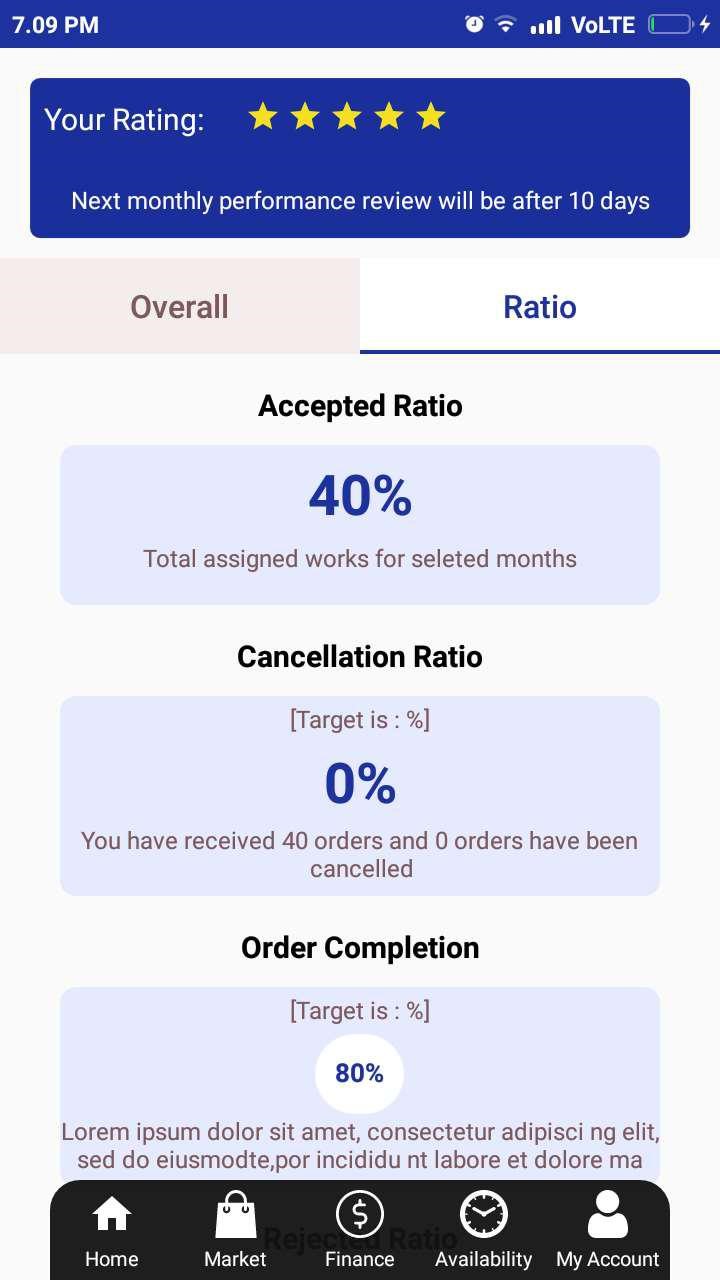 7.09 PM VoLTE
Your Rating:
Next monthly performance review will be after 10 days
Overall Ratio
Accepted Ratio
40%
Total assigned works for seleted months
Cancellation Ratio
[Target is : %]
0%
You have received 40 orders and 0 orders have been
cancelled
Order Completion
[Target is : %]
80%
Lorem ipsum dolor sit amet, consectetur adipisci ng elit,
sed do eiusmodte,por incididu nt labore et dolore ma
Rejected Ratio
Home Market Finance Availability My Account